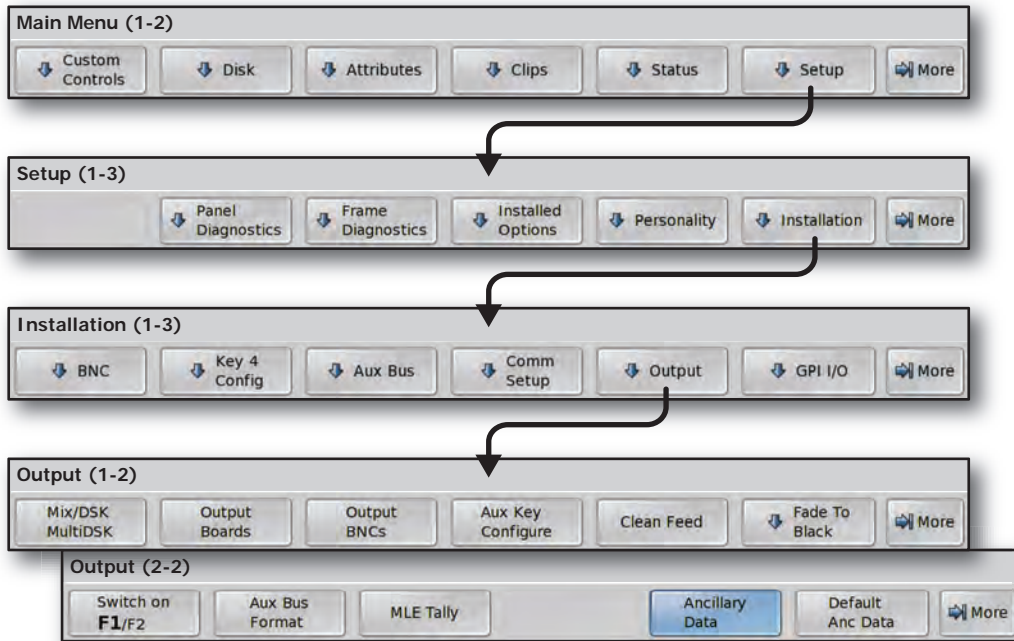 Main Menu (1-2)
Custom
Controls
Disk
Attributes
Clips
Status
Setup
More
Setup (1-3)
Panel
Diagnostics
Frame
Diagnostics
Installed
Options
Personality
Installation
More
Installation (1-3)
BNC
Key 4
Config
Aux Bus
Comm
Setup
Output
GPI I/O
More
Output (1-2)
Mix/DSK
MultiDSK
Output
Boards
Output
BNCs
Aux Key
Configure
Clean Feed
Fade To
Black
More
Output (2-2)
Switch on
F1/F2
Aux Bus
Format
MLE Tally
Ancillary
Data
Default
Anc Data
More